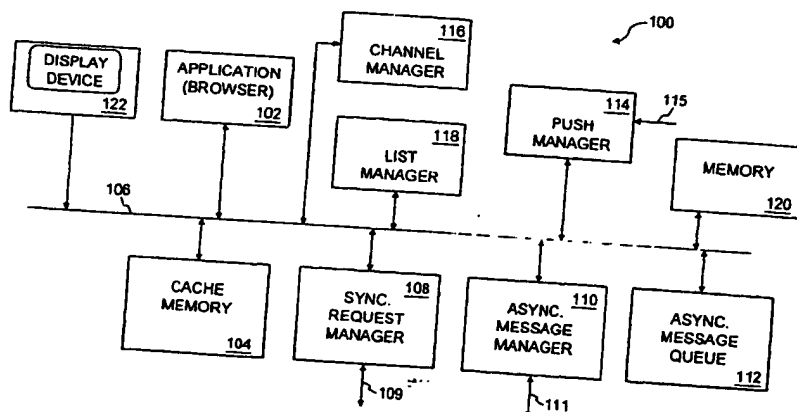 100
DISPLAY
DEVICE
122
APPLICATION
(BROWSER)
102
116
CHANNEL
MANAGER
118
LIST
MANAGER
114
PUSH
MANAGER
115
MEMORY
120
106
CACHE
MEMORY
104
108
SYNC.
REQUEST
MANAGER
109
110
ASYNC.
MESSAGE
MANAGER
111
ASYNC.
MESSAGE
QUEUE
112